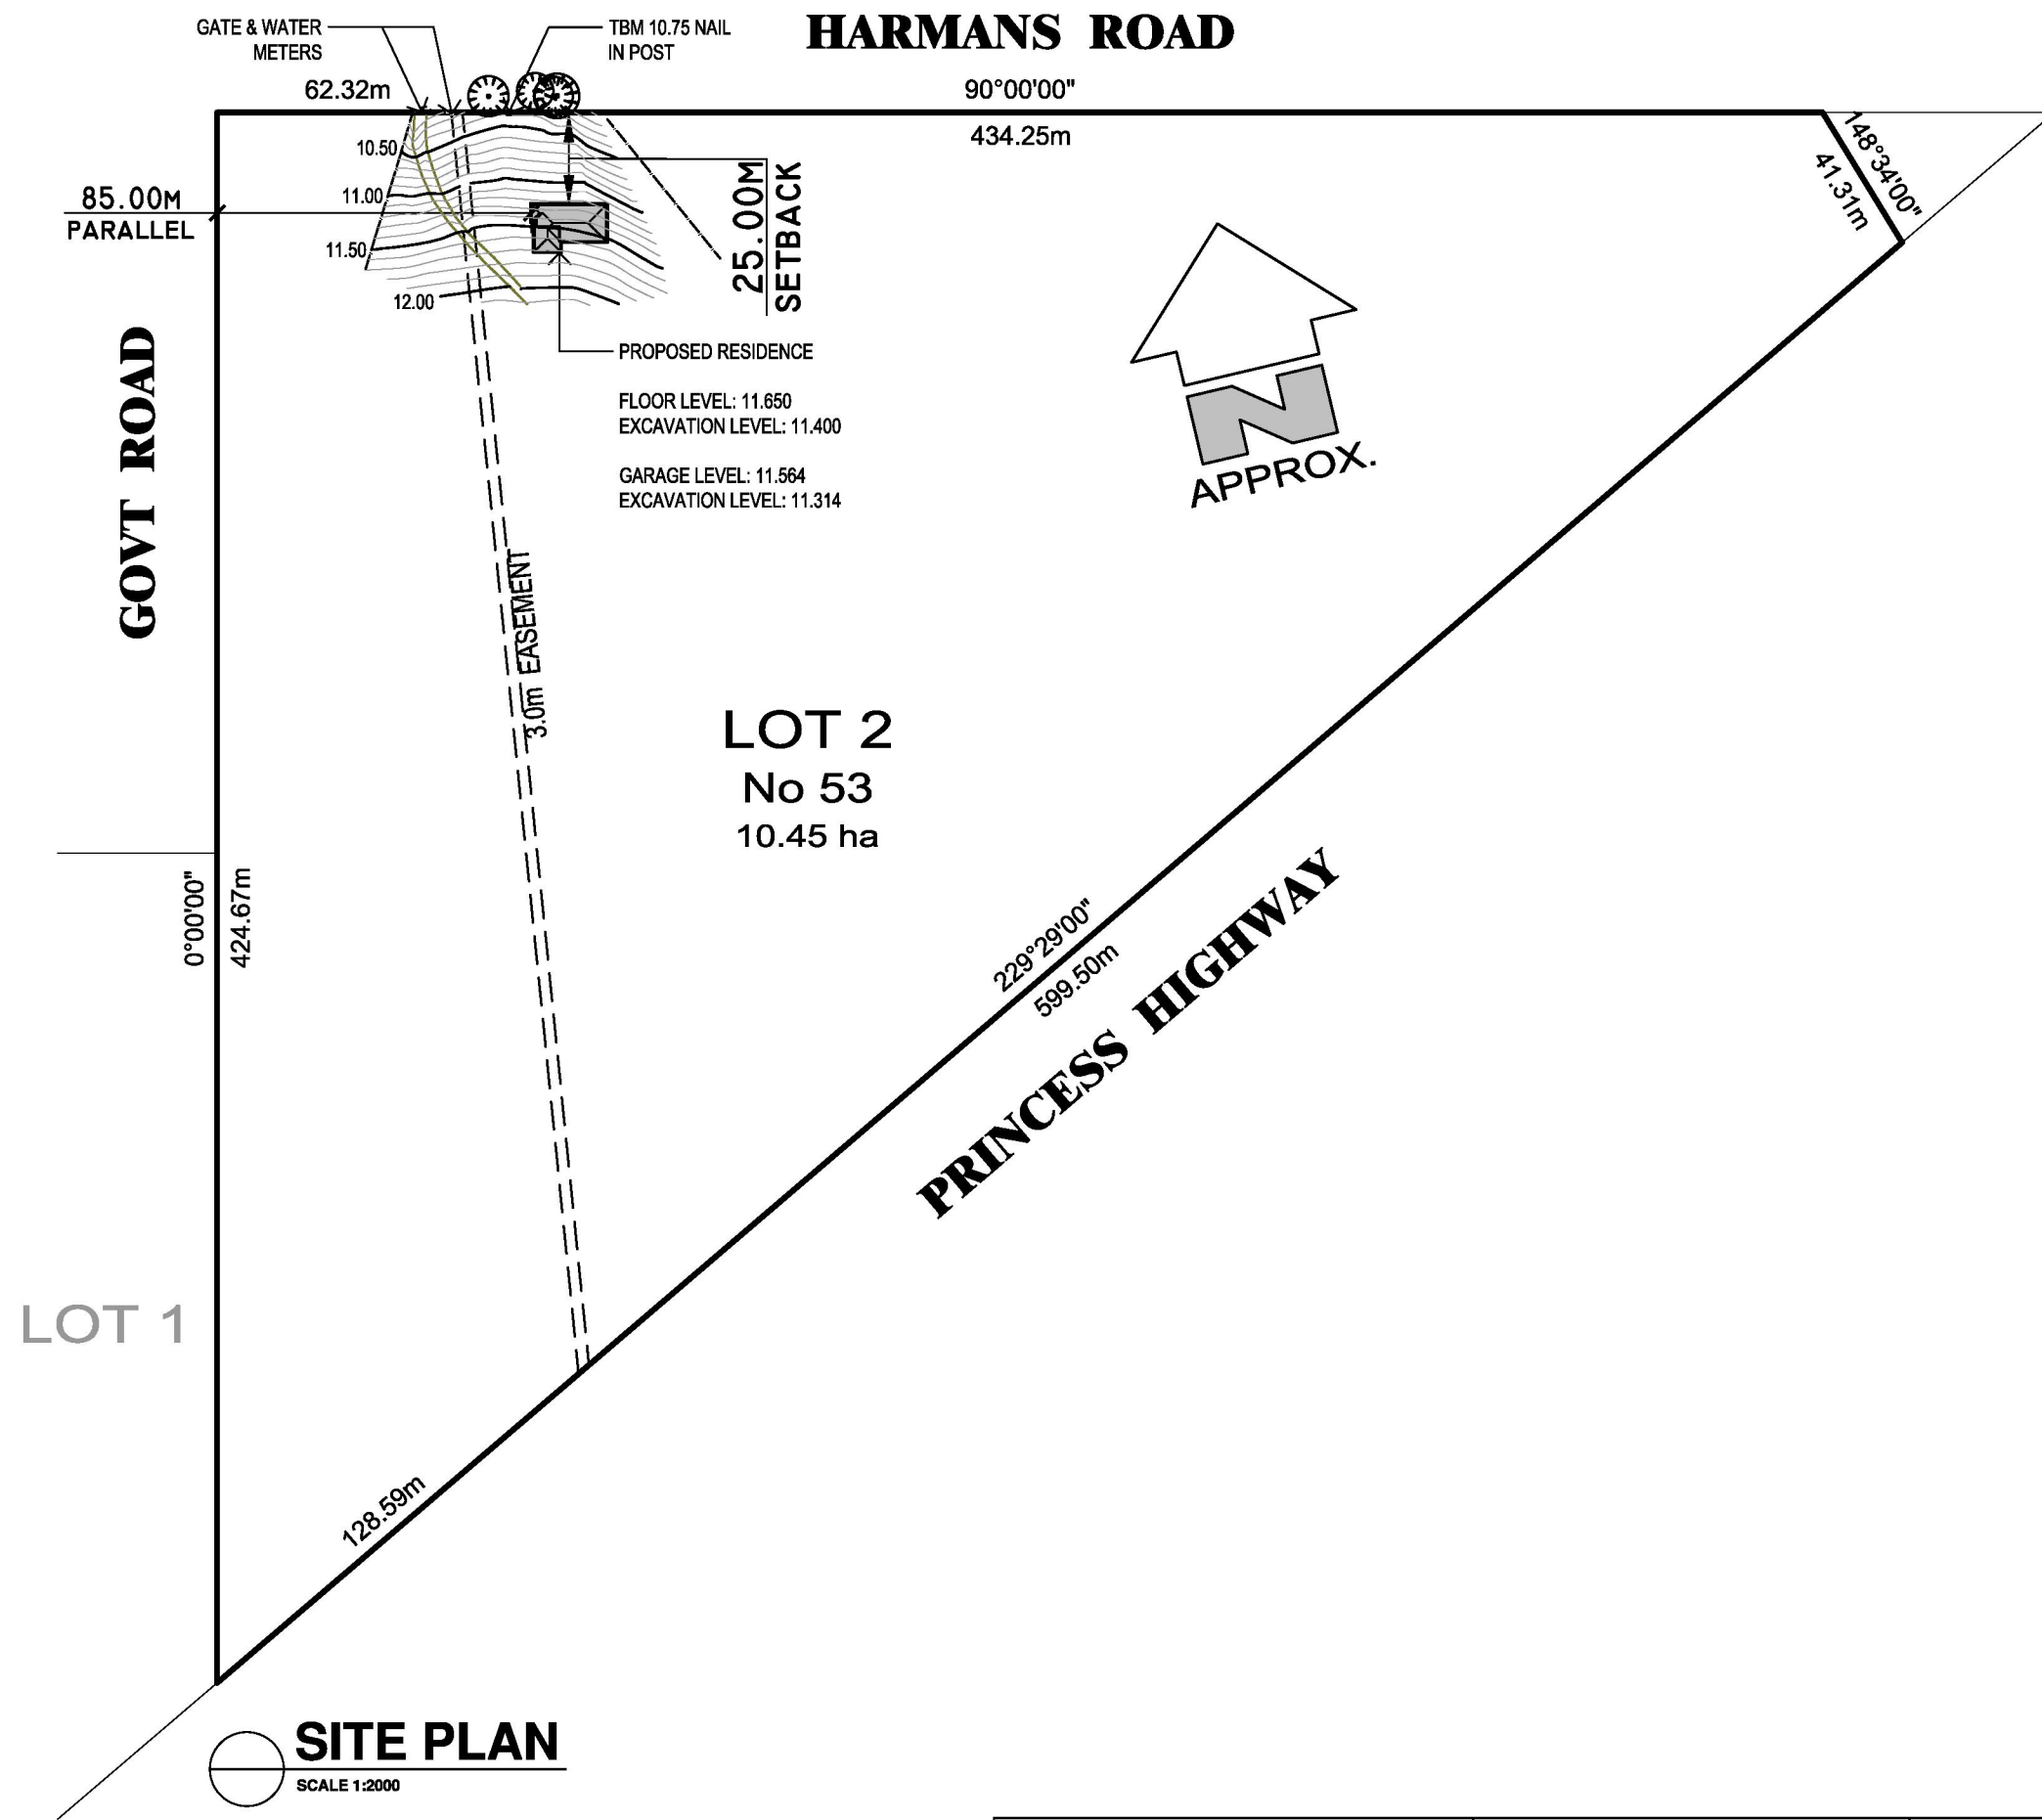 HARMANS ROAD
GATE & WATER
METERS
TBM 10.75 NAIL
IN POST
62.32m
90°00'00"
434.25m
148°34'00"
41.31m
10.50
11.00
11.50
12.00
85.00M
PARALLEL
25.00M
SETBACK
PROPOSED RESIDENCE
FLOOR LEVEL: 11.650
EXCAVATION LEVEL: 11.400
GARAGE LEVEL: 11.564
EXCAVATION LEVEL: 11.314
N
APPROX.
GOVT ROAD
3.0m EASEMENT
LOT 2
No 53
10.45 ha
0°00'00"
424.67m
229°29'00"
599.50m
PRINCESS HIGHWAY
LOT 1
128.59m
SITE PLAN
SCALE 1:2000